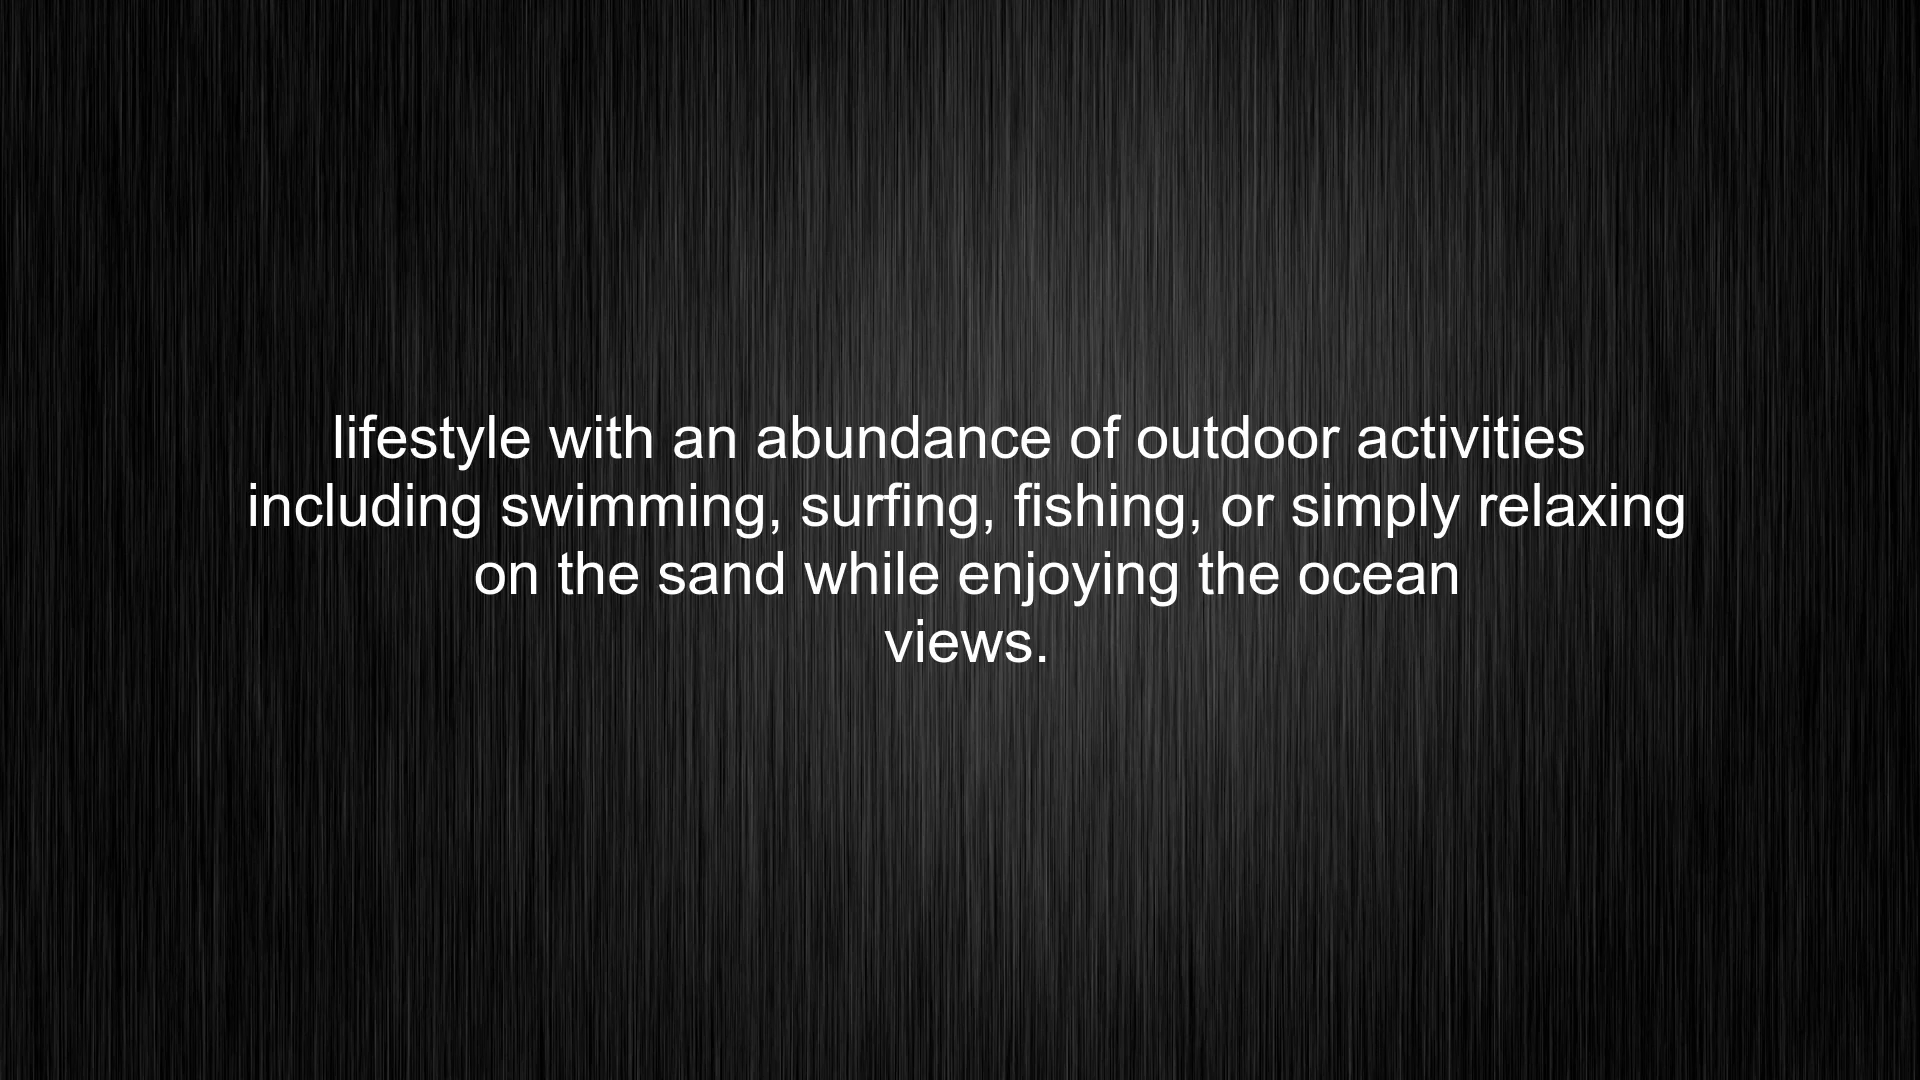 lifestyle with an abundance of outdoor activities
including swimming, surfing, fishing, or simply relaxing
on the sand while enjoying the ocean
views.